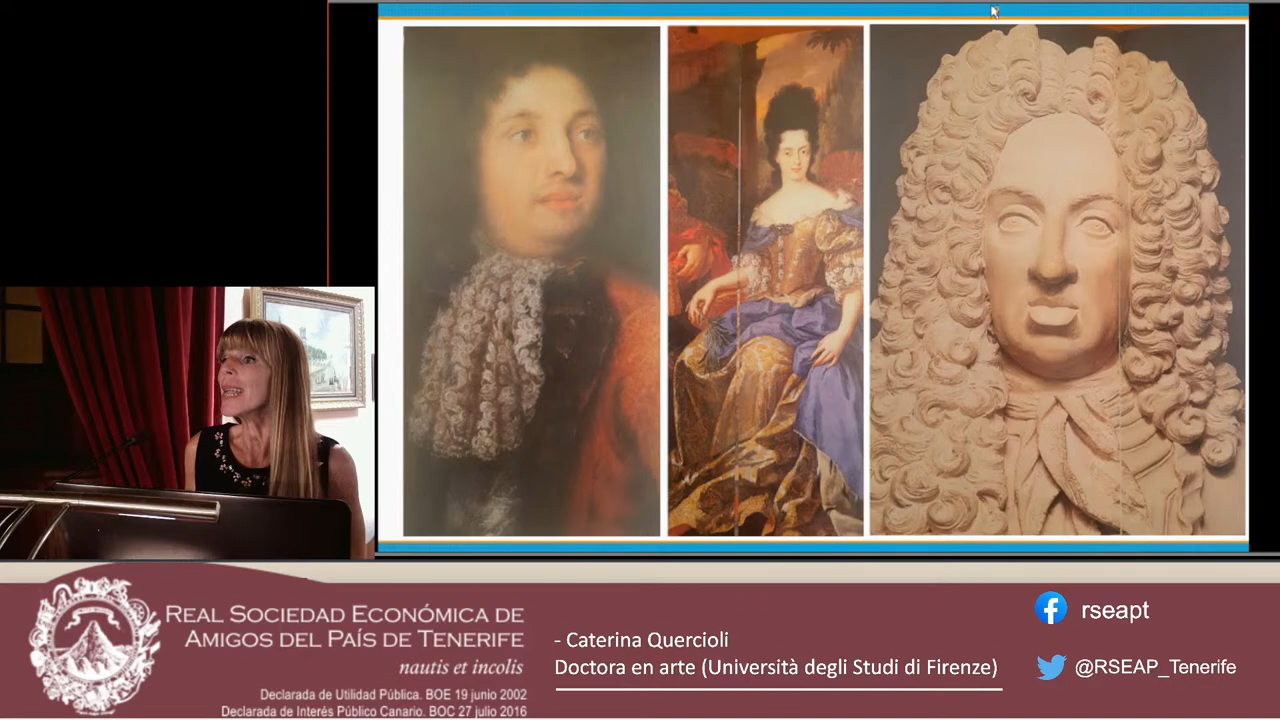 REAL SOCIEDAD ECONÓMICA DE
AMIGOS DEL PAÍS DE TENERIFE
nautis et incolis
Declarada de Utilidad Pública. BOE 19 junio 2002
Declarada de Interés Público Canario. BOC 27 julio 2016
- Caterina Quercioli
Doctora en arte (Università degli Studi di Firenze)
rseapt
@RSEAP_Tenerife